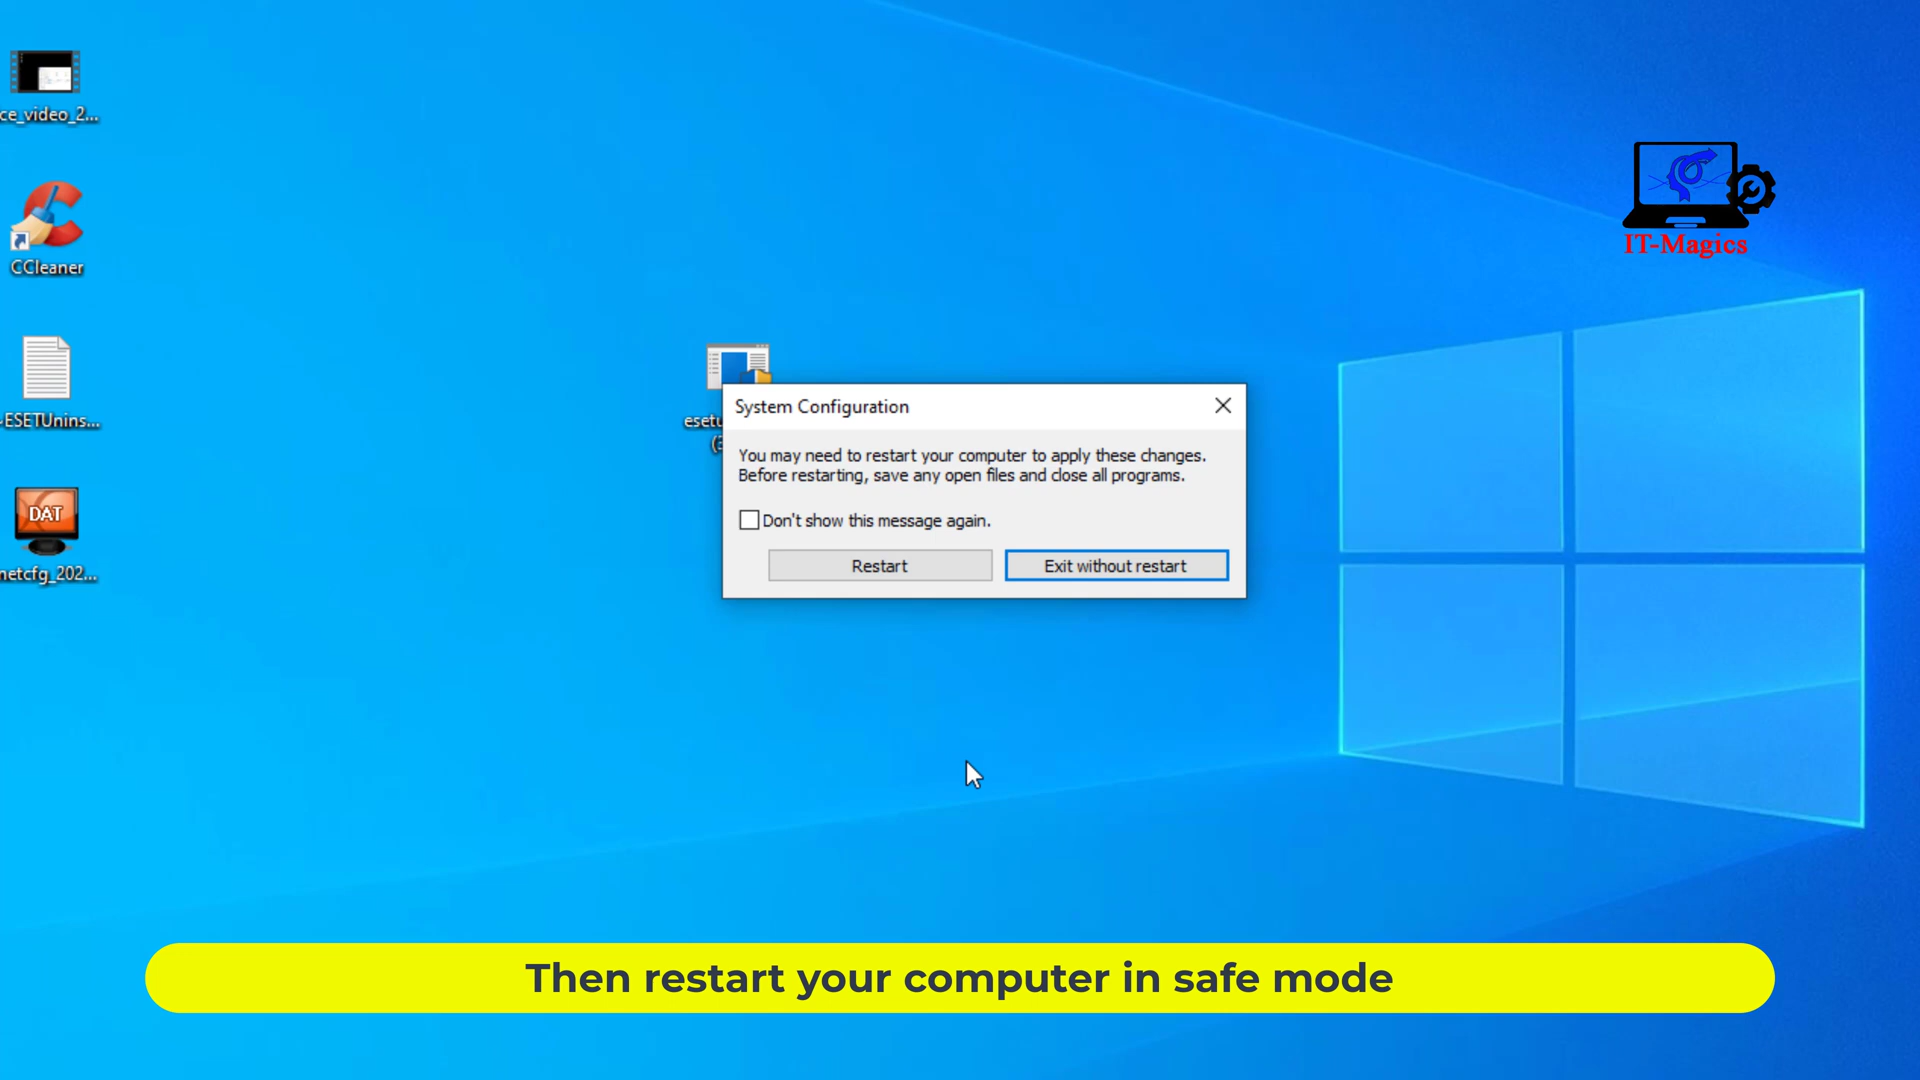 ce_video_2...
CCleaner
-ESETUnins...
DAT
netcfg_202...
esetu
IT-Magics
System Configuration
You may need to restart your computer to apply these changes.
Before restarting, save any open files and close all programs.
Don't show this message again.
Restart
Exit without restart
Then restart your computer in safe mode